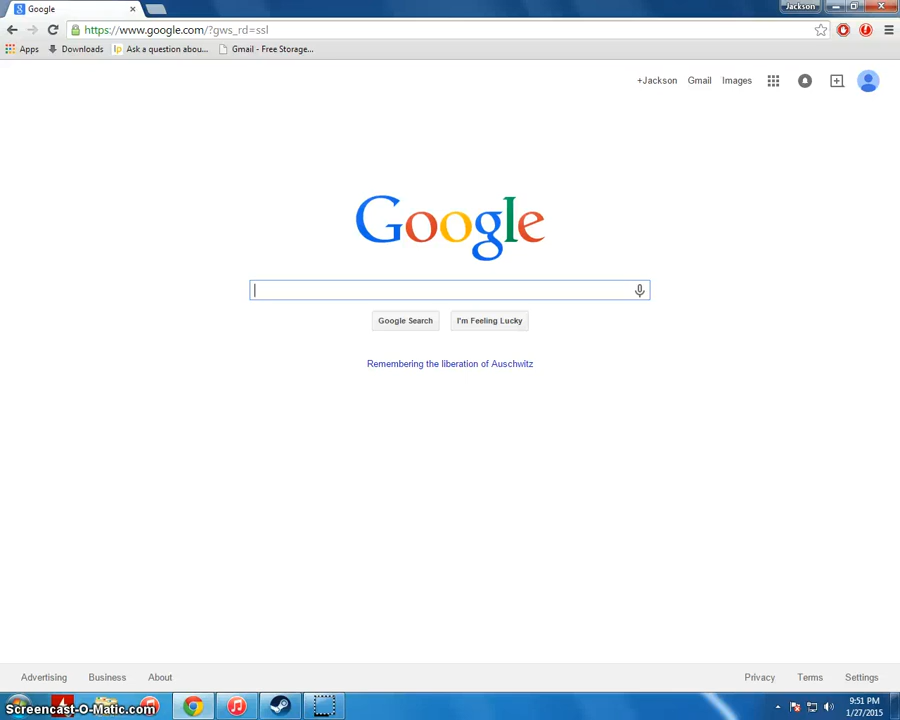 Google
Jackson
https://www.google.com/?gws_rd=ssl
Apps Downloads Ask a question abou... Gmail - Free Storage...
+Jackson Gmail Images
Google
Google Search I'm Feeling Lucky
Remembering the liberation of Auschwitz
Advertising Business About Privacy Terms Settings
Screencast-O-Matic.com
9:51 PM
1/27/2015